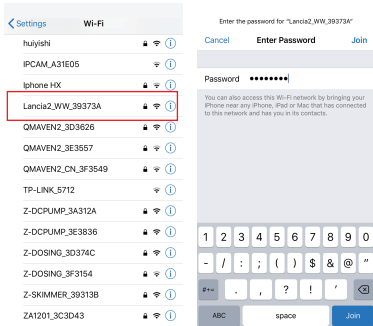 Settings
Wi-Fi
huiyishi
IPCAM_A31E05
Iphone HX
Lancia2_WW_39373A
QMAVEN2_3D3626
QMAVEN2_3E3557
QMAVEN2_CN_3F3549
TP-LINK_5712
Z-DCPUMP_3A312A
Z-DCPUMP_3E3836
Z-DOSING_3D374C
Z-DOSING_3F3154
Z-SKIMMER_39313B
ZA1201_3C3D43
Enter the password for “Lancia2_WW_39373A”
Cancel
Enter Password
Join
Password ••••••••
You can also access this Wi-Fi network by bringing your
iPhone near any iPhone, iPad or Mac that has connected
to this network and has you in its contacts.
1 2 3 4 5 6 7 8 9 0
- / : ; ( ) $ & @ "
#+= . , ? ! '
ABC space Join